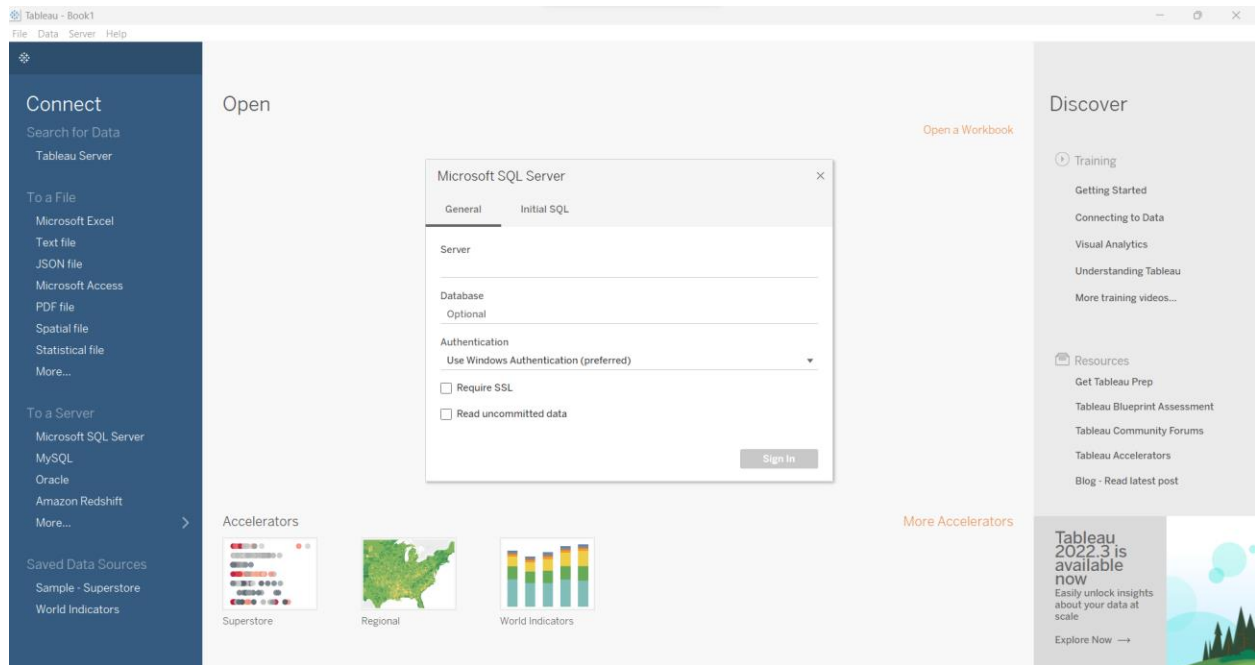 Tableau - Book1
File Data Server Help
Connect
Search for Data
Tableau Server
To a File
Microsoft Excel
Text file
JSON file
Microsoft Access
PDF file
Spatial file
Statistical file
More...
To a Server
Microsoft SQL Server
MySQL
Oracle
Amazon Redshift
More...
Saved Data Sources
Sample - Superstore
World Indicators
Open
Open a Workbook
Microsoft SQL Server
General Initial SQL
Server
Database
Optional
Authentication
Use Windows Authentication (preferred)
Require SSL
Read uncommitted data
Sign In
Accelerators
More Accelerators
Superstore
Regional
World Indicators
Discover
Training
Getting Started
Connecting to Data
Visual Analytics
Understanding Tableau
More training videos...
Resources
Get Tableau Prep
Tableau Blueprint Assessment
Tableau Community Forums
Tableau Accelerators
Blog - Read latest post
Tableau
2022.3 is
available
now
Easily unlock insights
about your data at
scale
Explore Now →